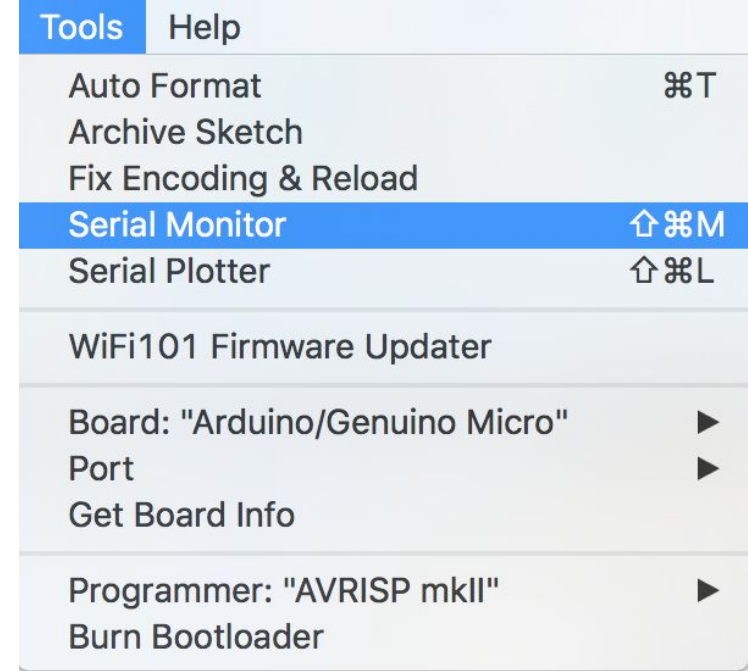 Tools Help
Auto Format ⌘T
Archive Sketch
Fix Encoding & Reload
Serial Monitor ⇧⌘M
Serial Plotter ⇧⌘L
WiFi101 Firmware Updater
Board: "Arduino/Genuino Micro" ▶
Port ▶
Get Board Info
Programmer: "AVRISP mkII" ▶
Burn Bootloader